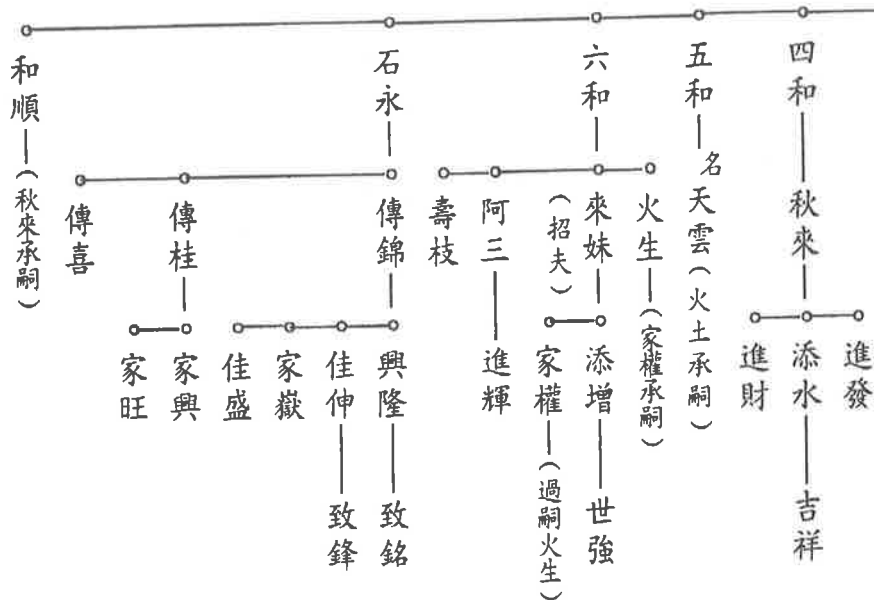 四和
秋來
進發
添水
吉祥
進財
五和
名天雲(火土承嗣)
六和
火生
(家權承嗣)
來妹
(招夫)
添增
世強
家權
(過嗣火生)
阿三
進輝
壽枝
石永
傳錦
興隆
致銘
佳伸
致鋒
家嶽
佳盛
傳桂
家興
家旺
傳喜
和順
(秋來承嗣)